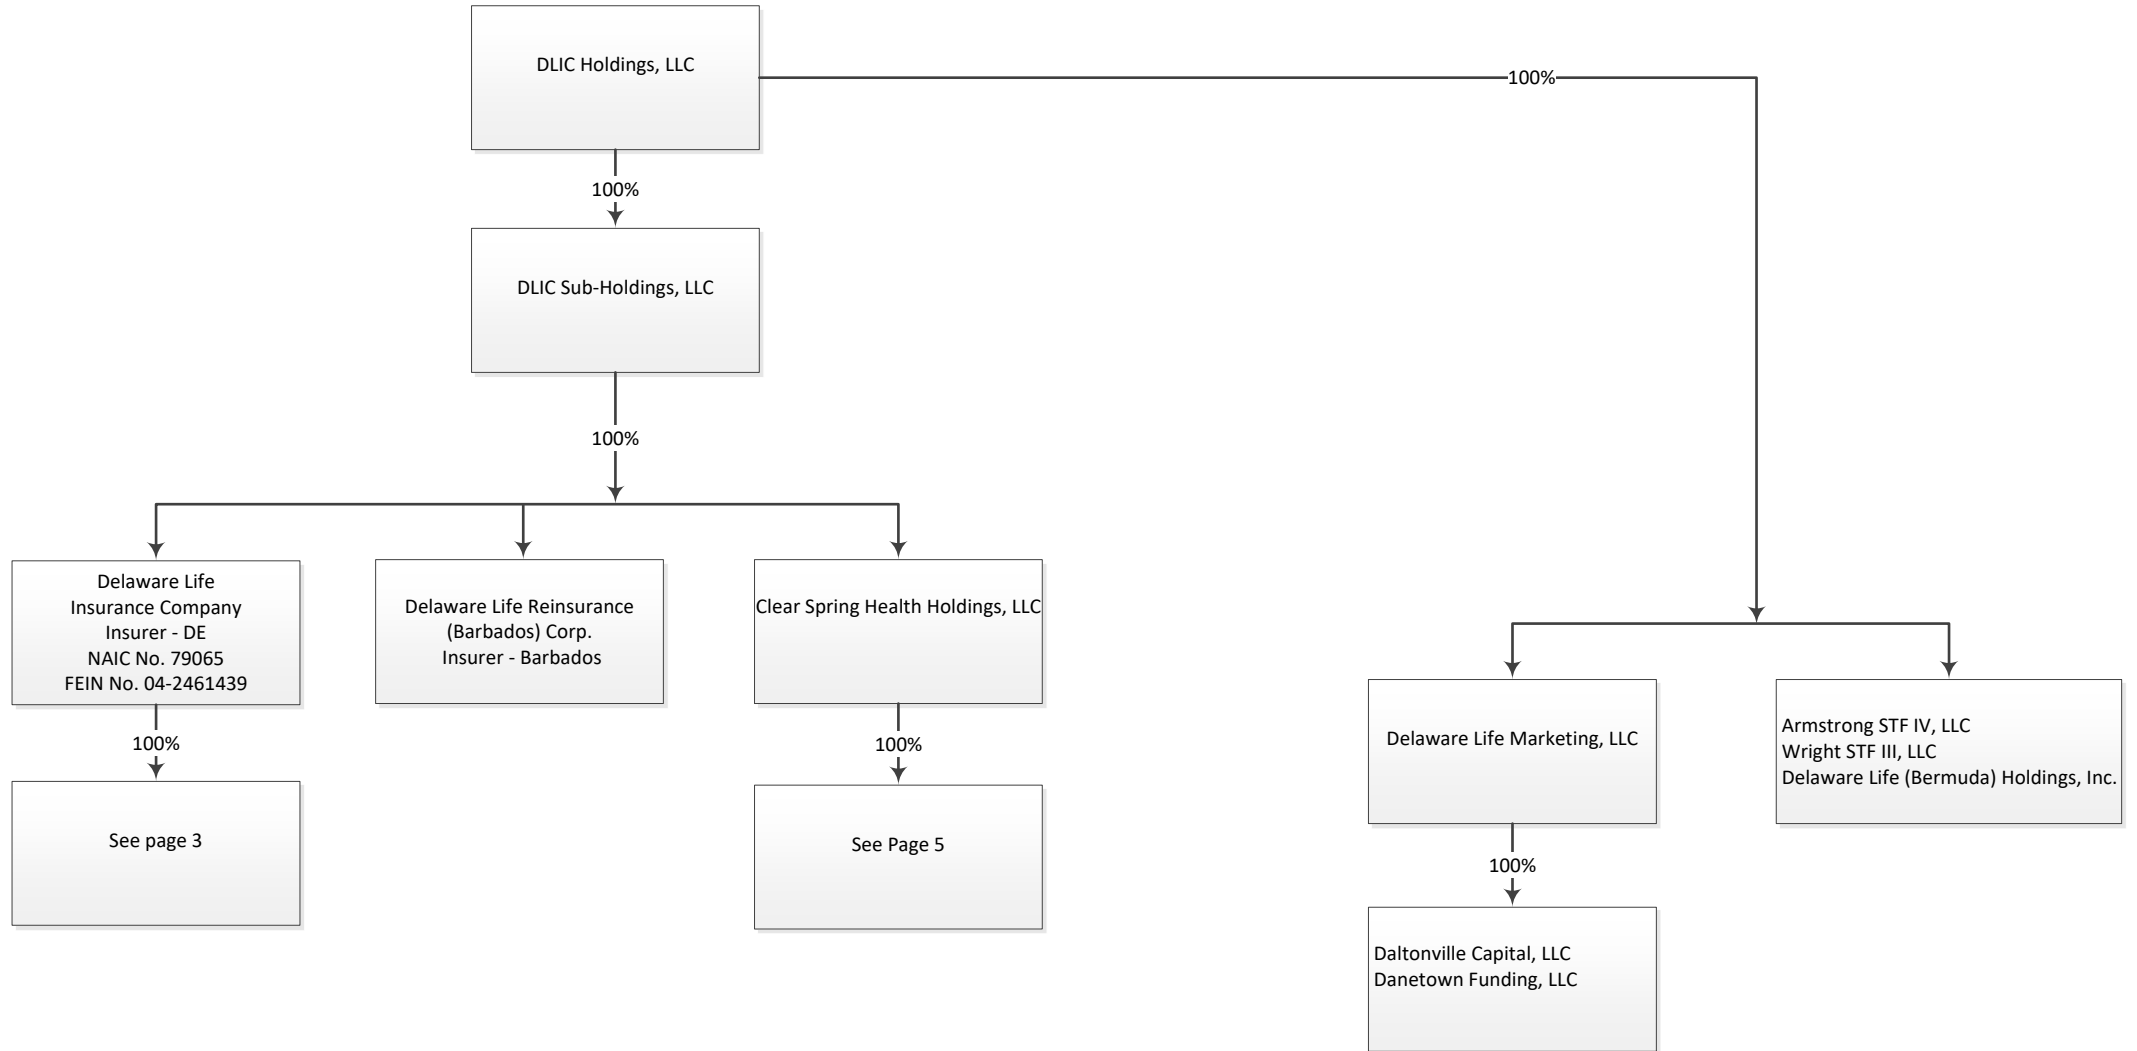 DLIC Holdings, LLC
100%
100%
DLIC Sub-Holdings, LLC
100%
Delaware Life
Insurance Company
Insurer - DE
NAIC No. 79065
FEIN No. 04-2461439
Delaware Life Reinsurance
(Barbados) Corp.
Insurer - Barbados
Clear Spring Health Holdings, LLC
Delaware Life Marketing, LLC
Armstrong STF IV, LLC
Wright STF III, LLC
Delaware Life (Bermuda) Holdings, Inc.
100%
100%
100%
See page 3
See Page 5
Daltonville Capital, LLC
Danetown Funding, LLC